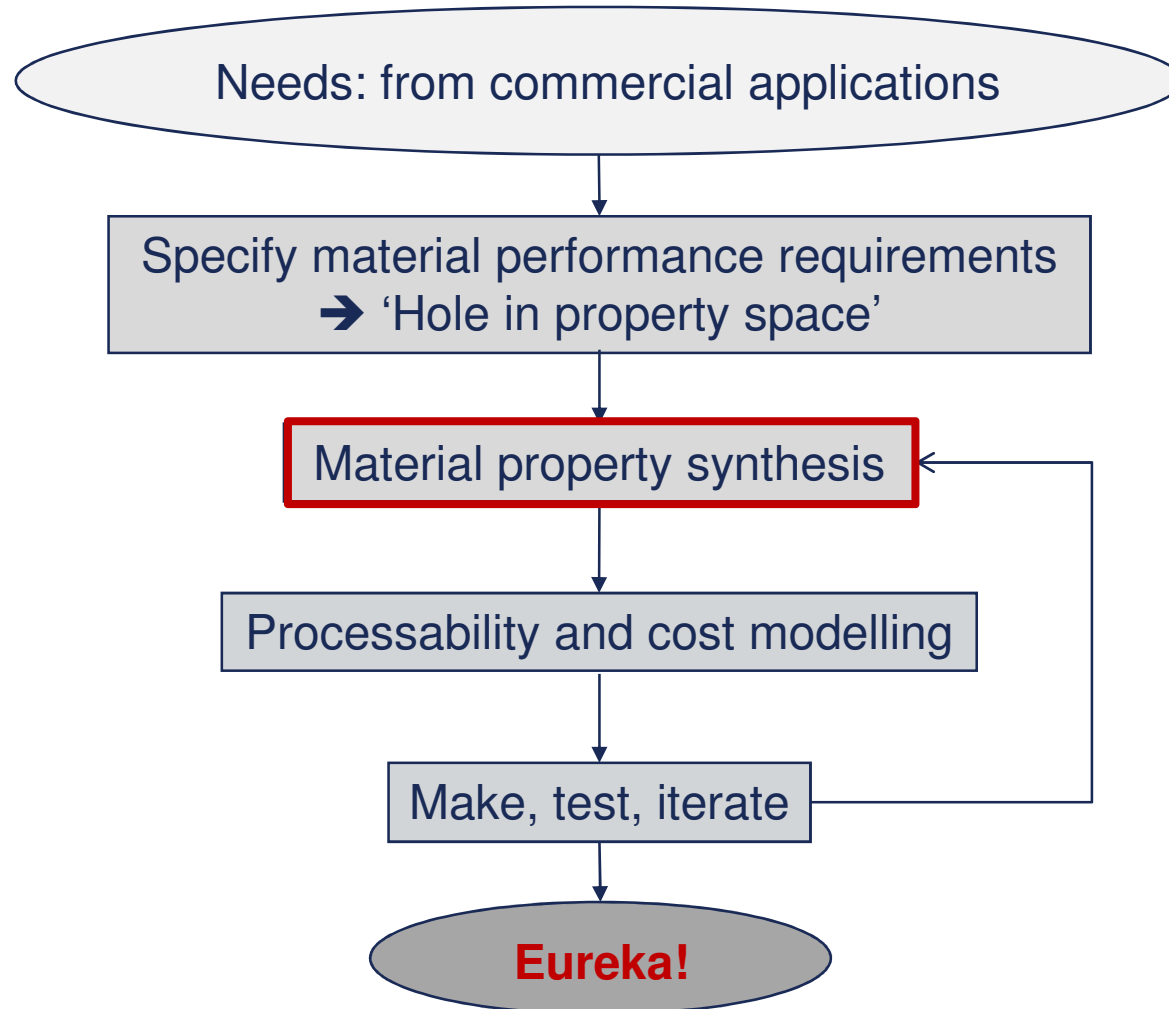 Needs: from commercial applications
Specify material performance requirements
➔ ‘Hole in property space’
Material property synthesis
Processability and cost modelling
Make, test, iterate
Eureka!